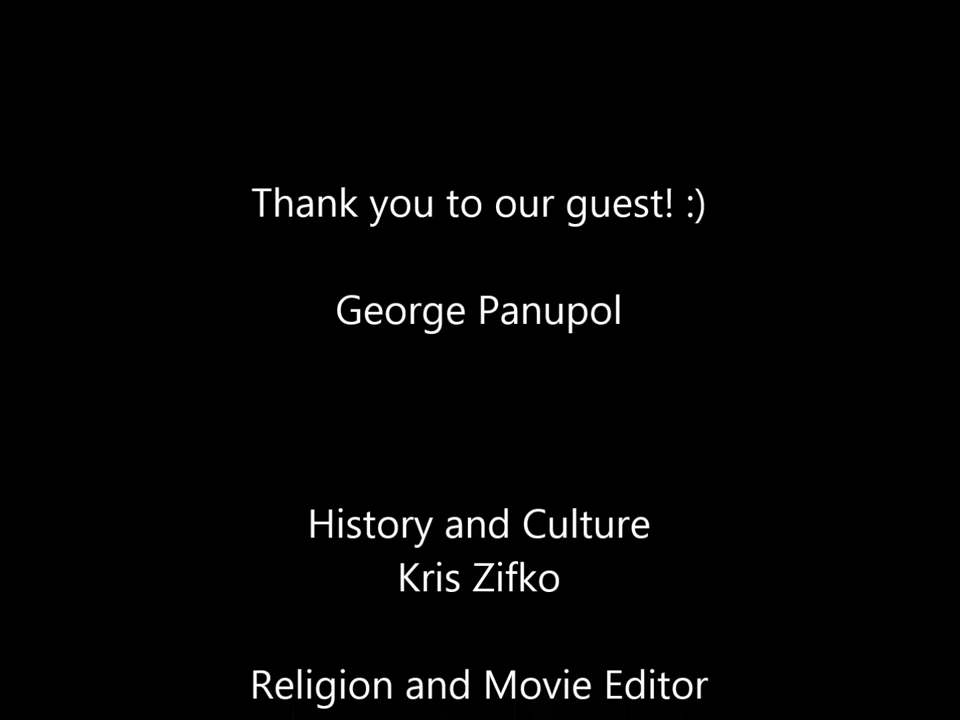 Thank you to our guest! :)
George Panupol
History and Culture
Kris Zifko
Religion and Movie Editor